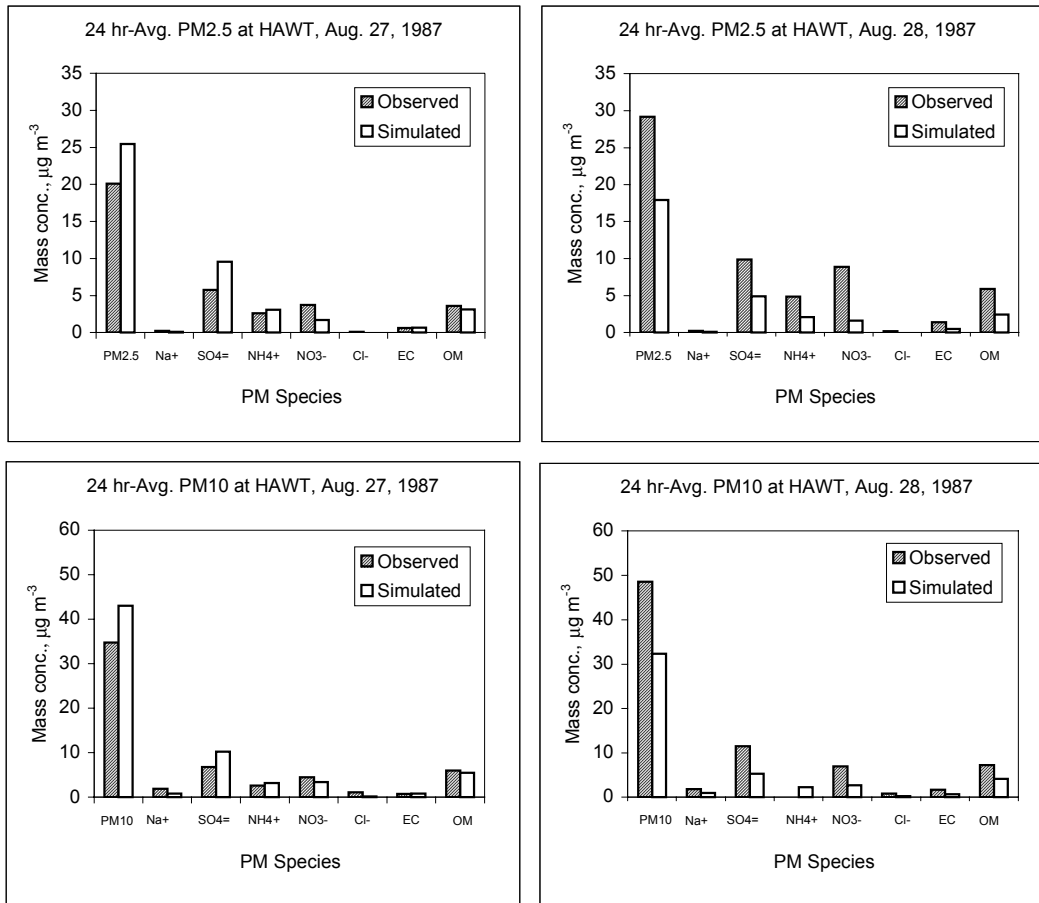 24 hr-Avg. PM2.5 at HAWT, Aug. 27, 1987
35
30
25
20
15
10
5
0
Mass conc., μg m-3
Observed
Simulated
PM2.5 Na+ SO4= NH4+ NO3- Cl- EC OM
PM Species
24 hr-Avg. PM2.5 at HAWT, Aug. 28, 1987
35
30
25
20
15
10
5
0
Mass conc., μg m-3
Observed
Simulated
PM2.5 Na+ SO4= NH4+ NO3- Cl- EC OM
PM Species
24 hr-Avg. PM10 at HAWT, Aug. 27, 1987
60
50
40
30
20
10
0
Mass conc., μg m-3
Observed
Simulated
PM10 Na+ SO4= NH4+ NO3- Cl- EC OM
PM Species
24 hr-Avg. PM10 at HAWT, Aug. 28, 1987
60
50
40
30
20
10
0
Mass conc., μg m-3
Observed
Simulated
PM10 Na+ SO4= NH4+ NO3- Cl- EC OM
PM Species